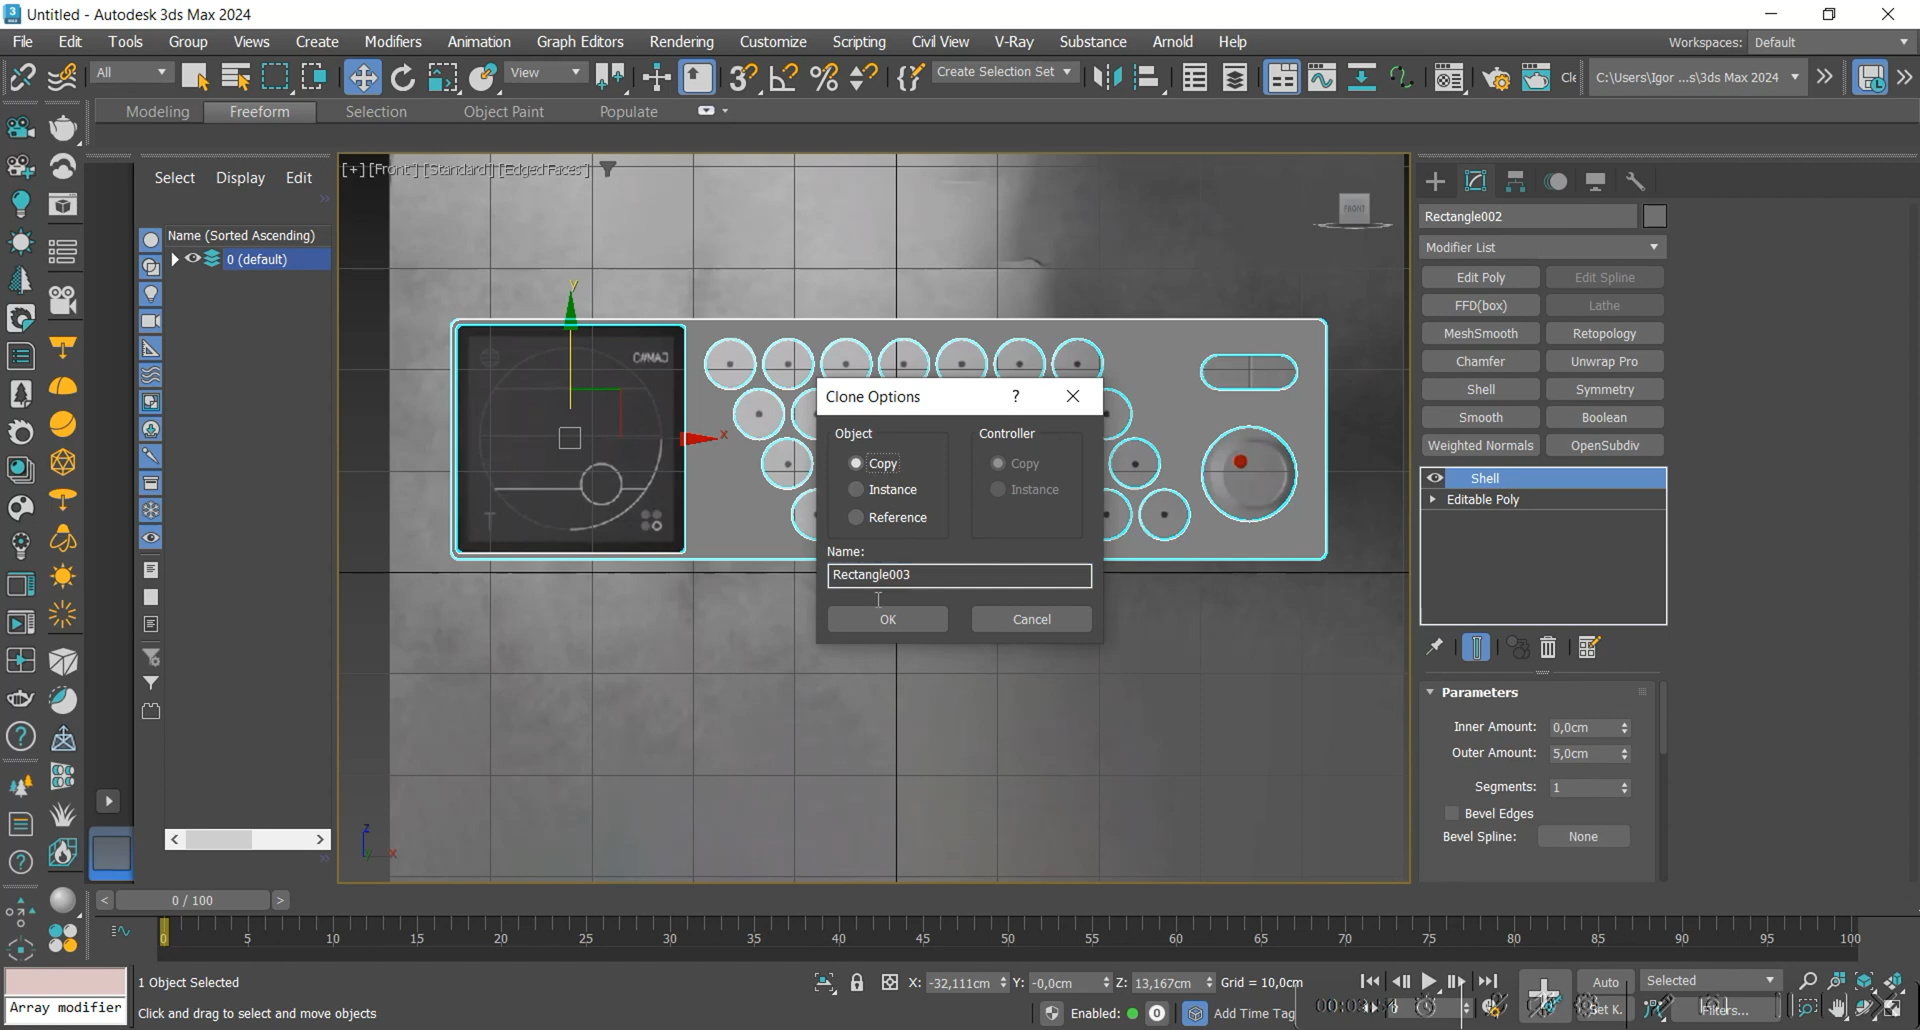 Untitled - Autodesk 3ds Max 2024
File Edit Tools Group Views Create Modifiers Animation Graph Editors Rendering Customize Scripting Civil View V-Ray Substance Arnold Help
Workspaces: Default
All
View
Create Selection Set
C:\Users\Igor ...s\3ds Max 2024
Modeling Freeform Selection Object Paint Populate
Select Display Edit
[+] [Front] [Standard] [Edged Faces]
FRONT
Name (Sorted Ascending)
0 (default)
Rectangle002
Modifier List
Edit Poly Edit Spline
FFD(box) Lathe
MeshSmooth Retopology
Chamfer Unwrap Pro
Shell Symmetry
Smooth Boolean
Weighted Normals OpenSubdiv
Shell
Editable Poly
y
x
Clone Options
?
Object Controller
Copy Copy
Instance Instance
Reference
Name:
Rectangle003
OK Cancel
Parameters
Inner Amount: 0,0cm
Outer Amount: 5,0cm
Segments: 1
Bevel Edges
Bevel Spline: None
z
x
< 0 / 100 >
0 5 10 15 20 25 30 35 40 45 50 55 60 65 70 75 80 85 90 95 100
1 Object Selected
X: -32,111cm Y: -0,0cm Z: 13,167cm Grid = 10,0cm
Auto Selected
Array modifier
Click and drag to select and move objects
Enabled: 0 Add Time Tag
Filters...